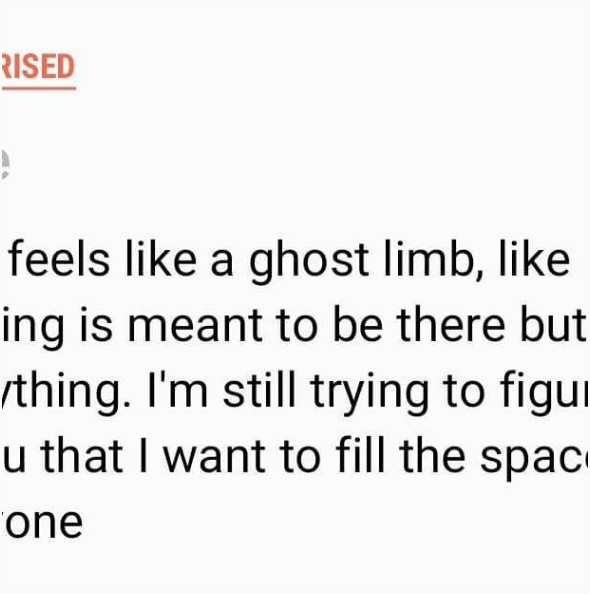 RISED
e
feels like a ghost limb, like
ing is meant to be there but
ything. I'm still trying to figu
u that I want to fill the spac
one